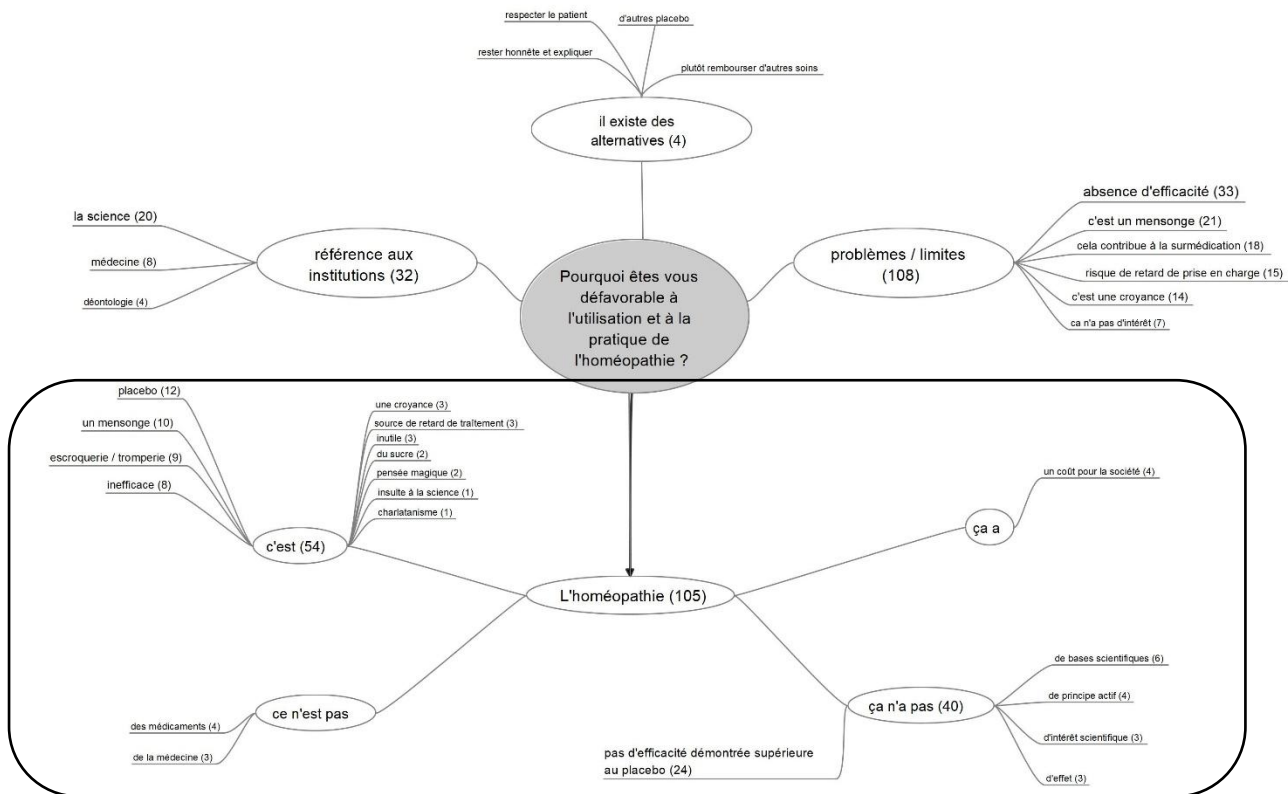 respecter le patient
d'autres placebo
rester honnête et expliquer
plutôt rembourser d'autres soins
il existe des
alternatives (4)
la science (20)
médecine (8)
déontologie (4)
référence aux
institutions (32)
Pourquoi êtes vous
défavorable à
l'utilisation et à la
pratique de
l'homéopathie ?
problèmes / limites
(108)
absence d'efficacité (33)
c'est un mensonge (21)
cela contribue à la surmédication (18)
risque de retard de prise en charge (15)
c'est une croyance (14)
ca n'a pas d'intérêt (7)
placebo (12)
un mensonge (10)
escroquerie / tromperie (9)
inefficace (8)
une croyance (3)
source de retard de traîtement (3)
inutile (3)
du sucre (2)
pensée magique (2)
insulte à la science (1)
charlatanisme (1)
c'est (54)
un coût pour la société (4)
ça a
L'homéopathie (105)
ce n'est pas
des médicaments (4)
de la médecine (3)
ça n'a pas (40)
de bases scientifiques (6)
de principe actif (4)
d'intérêt scientifique (3)
d'effet (3)
pas d'efficacité démontrée supérieure
au placebo (24)